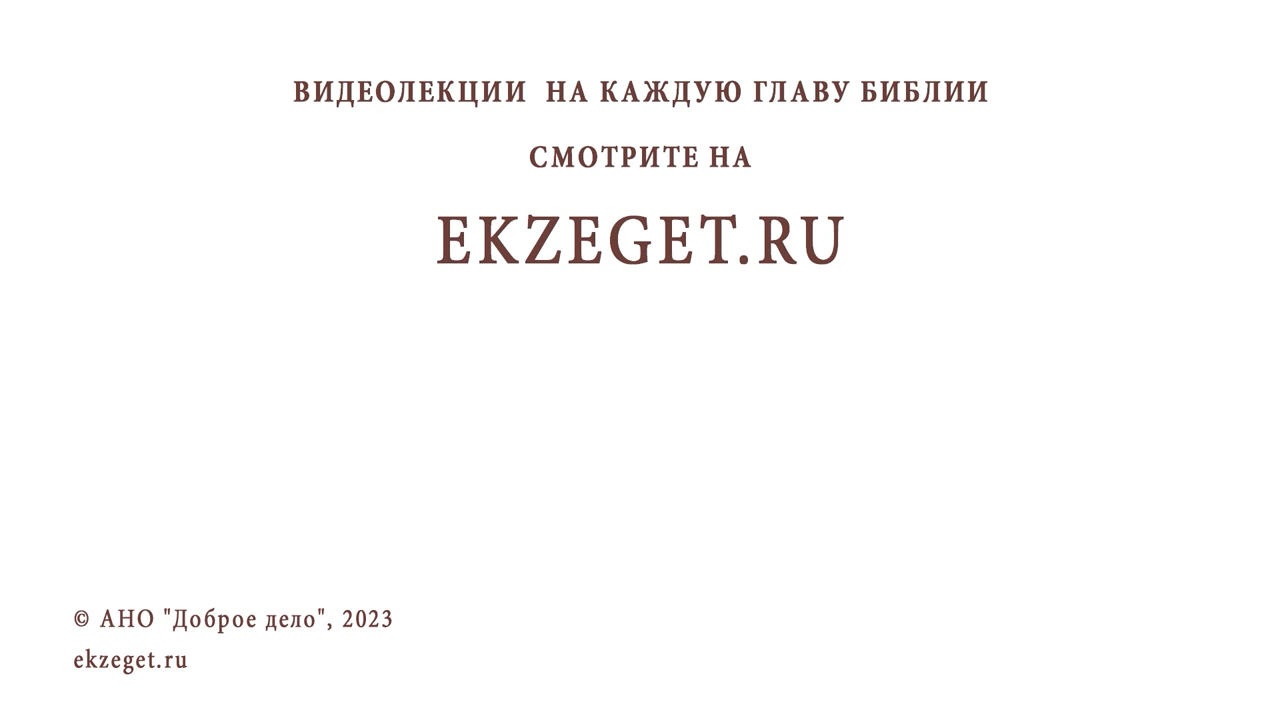 ВИДЕОЛЕКЦИИ НА КАЖДУЮ ГЛАВУ БИБЛИИ
СМОТРИТЕ НА
EKZEGET.RU
© АНО "Доброе дело", 2023
ekzeget.ru